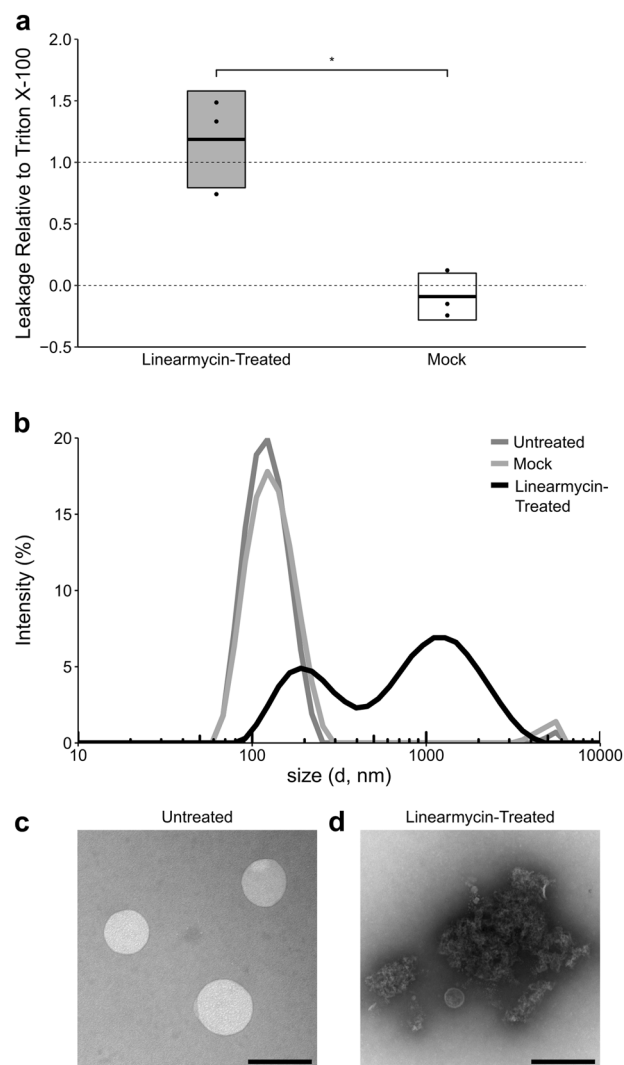 a
Leakage Relative to Triton X-100
2.0
1.5
1.0
0.5
0.0
−0.5
*
Linearmycin-Treated
Mock
b
Intensity (%)
20
15
10
5
0
Untreated
Mock
Linearmycin-
Treated
10
100
1000
10000
size (d, nm)
c
Untreated
d
Linearmycin-Treated